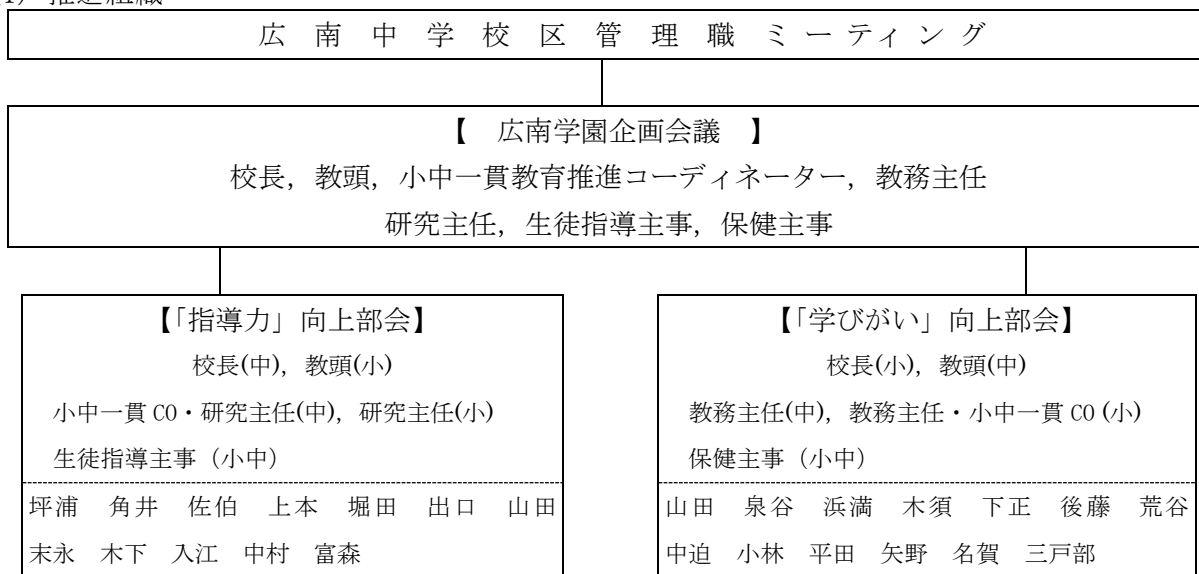 広南中学校区管理職ミーティング
【 広南学園企画会議 】
校長，教頭，小中一貫教育推進コーディネーター，教務主任
研究主任，生徒指導主事，保健主事
【「指導力」向上部会】
校長(中)，教頭(小)
小中一貫 CO・研究主任(中)，研究主任(小)
生徒指導主事（小中）
坪浦 角井 佐伯 上本 堀田 出口 山田
末永 木下 入江 中村 富森
【「学びがい」向上部会】
校長(小)，教頭(中)
教務主任(中)，教務主任・小中一貫 CO (小)
保健主事（小中）
山田 泉谷 浜満 木須 下正 後藤 荒谷
中迫 小林 平田 矢野 名賀 三戸部